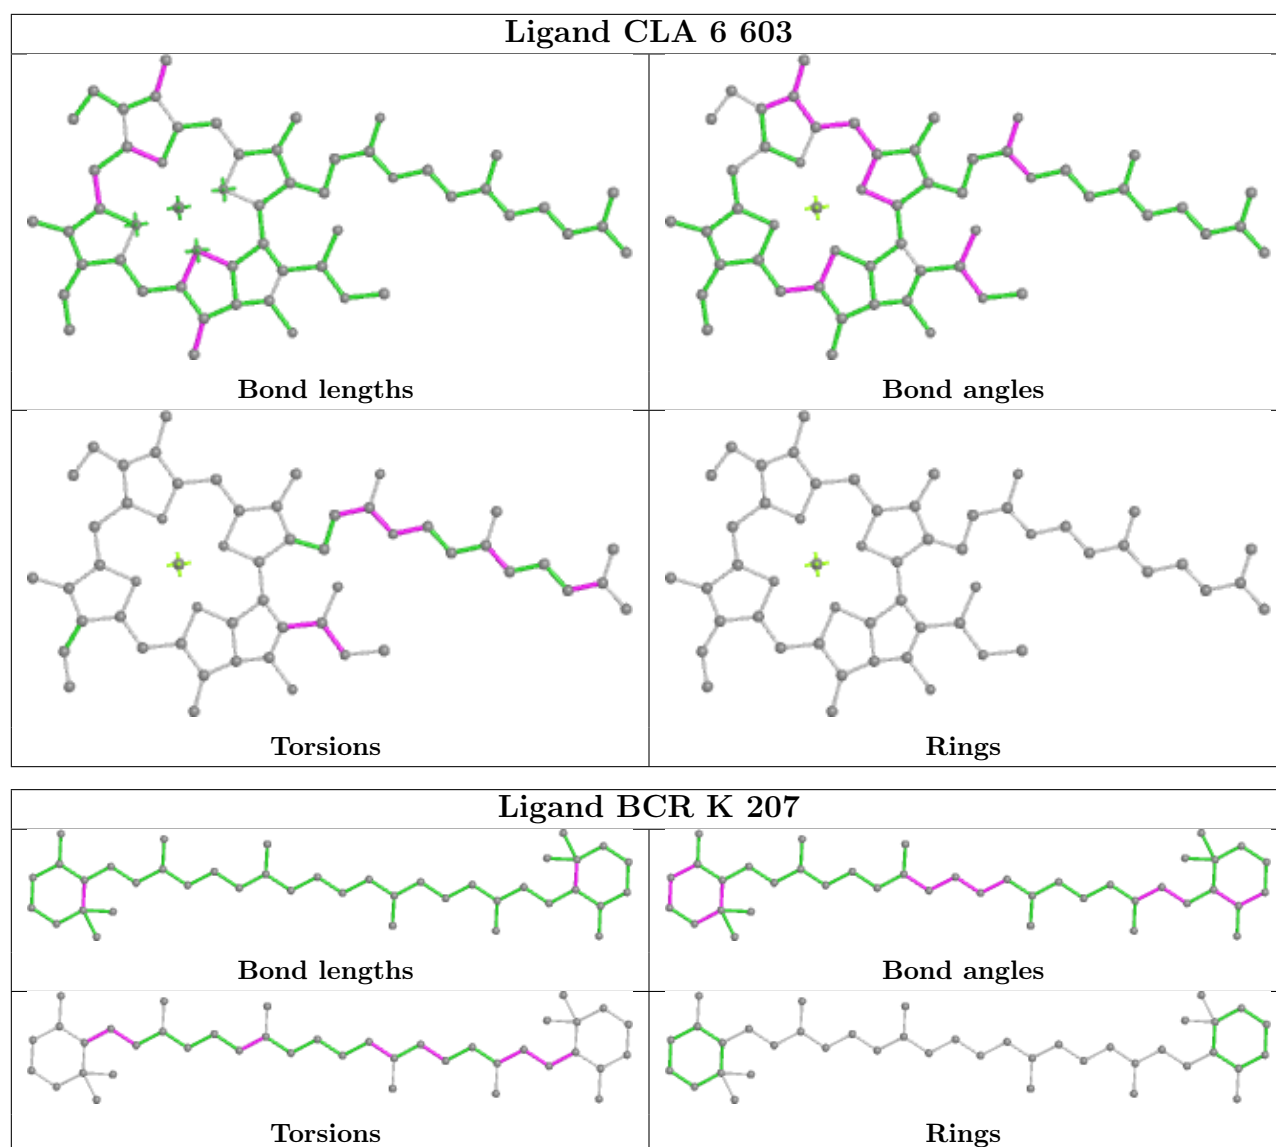 Ligand CLA 6 603
Bond lengths
Bond angles
Torsions
Rings
Ligand BCR K 207
Bond lengths
Bond angles
Torsions
Rings